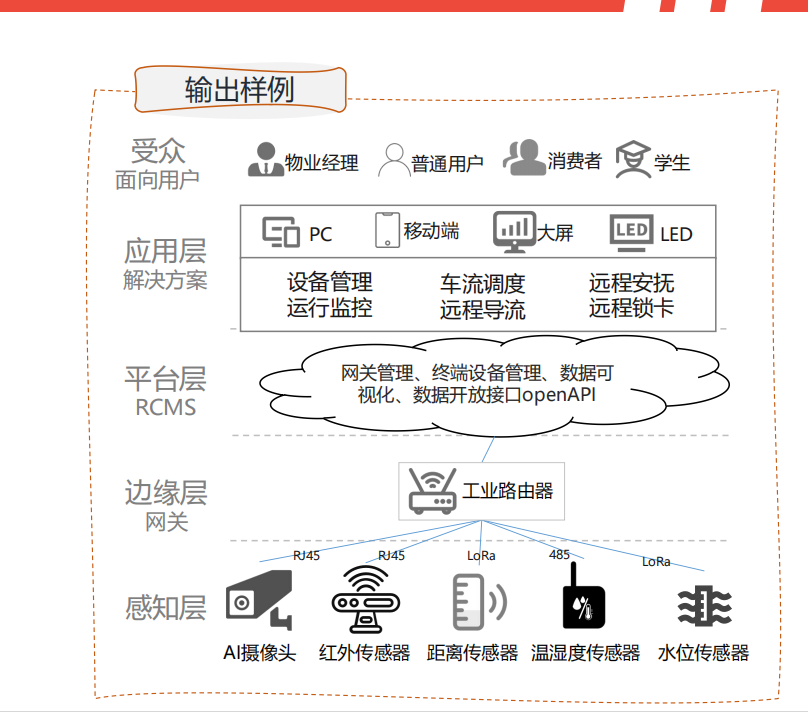 输出样例
受众
面向用户
物业经理
普通用户
消费者
学生
应用层
解决方案
PC
移动端
大屏
LED
LED
设备管理
运行监控
车流调度
远程导流
远程安抚
远程锁卡
平台层
RCMS
网关管理、终端设备管理、数据可
视化、数据开放接口openAPI
边缘层
网关
工业路由器
RJ45
RJ45
LoRa
485
LoRa
感知层
AI摄像头
红外传感器
距离传感器
温湿度传感器
水位传感器